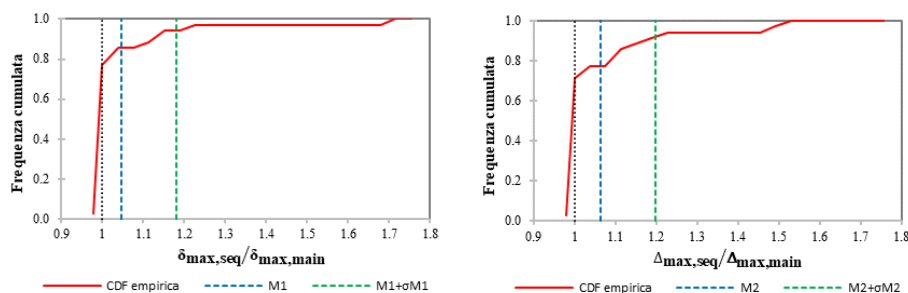 Frequenza cumulata
1.0
0.8
0.6
0.4
0.2
0.0
0.9 1 1.1 1.2 1.3 1.4 1.5 1.6 1.7 1.8
δmax,seq/δmax,main
CDF empirica M1 M1+σM1
Frequenza cumulata
1.0
0.8
0.6
0.4
0.2
0.0
0.9 1 1.1 1.2 1.3 1.4 1.5 1.6 1.7 1.8
Δmax,seq/Δmax,main
CDF empirica M2 M2+σM2